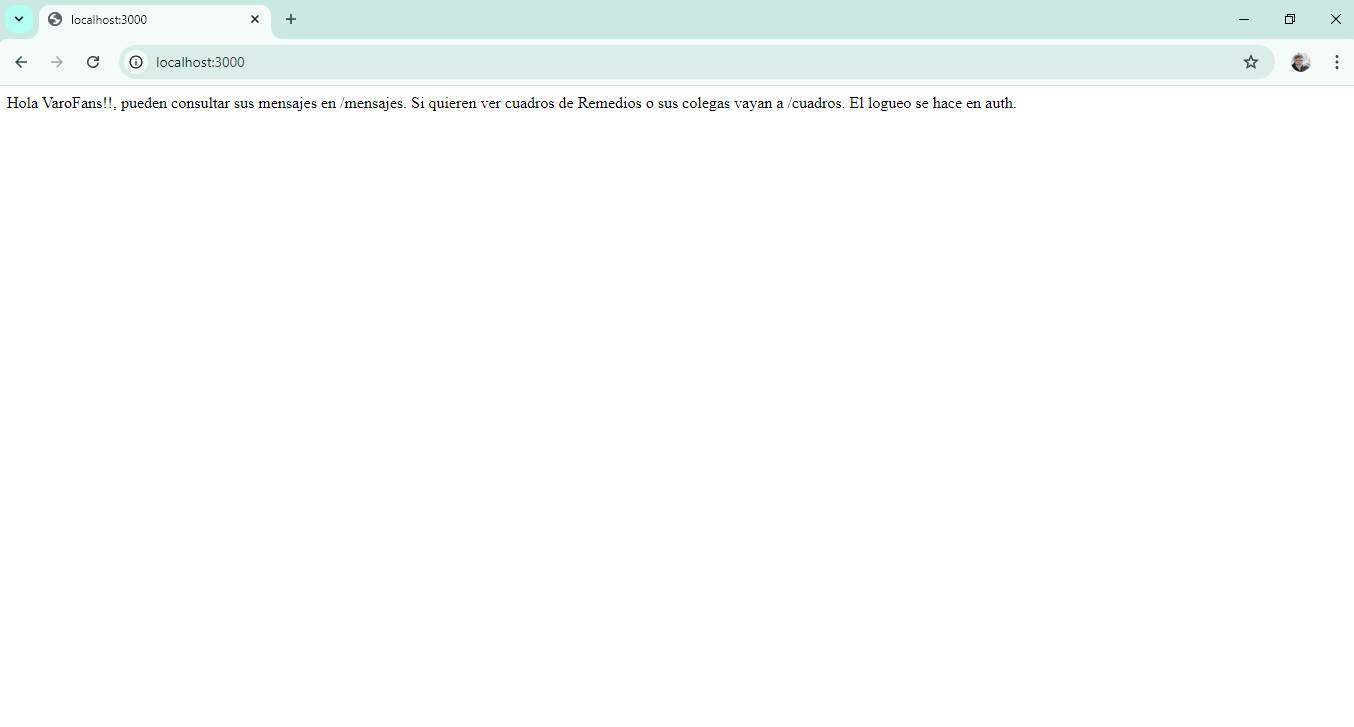 localhost:3000
localhost:3000
Hola VaroFans!!, pueden consultar sus mensajes en /mensajes. Si quieren ver cuadros de Remedios o sus colegas vayan a /cuadros. El logueo se hace en auth.